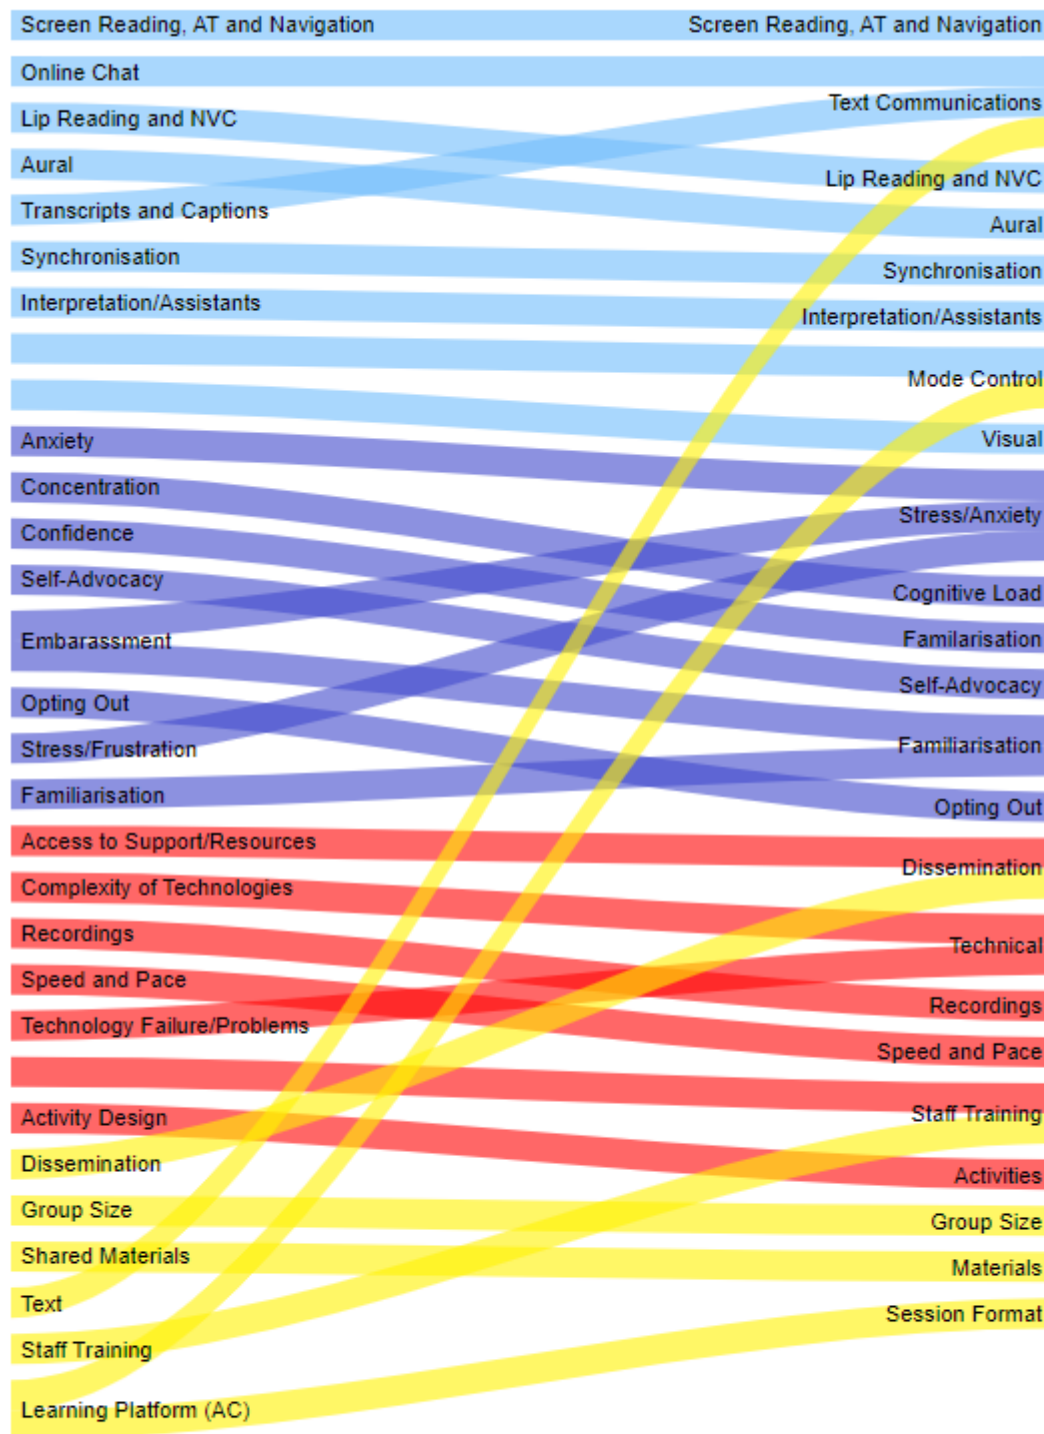 Screen Reading, AT and Navigation
Online Chat
Lip Reading and NVC
Aural
Transcripts and Captions
Synchronisation
Interpretation/Assistants
Anxiety
Concentration
Confidence
Self-Advocacy
Embarassment
Opting Out
Stress/Frustration
Familiarisation
Access to Support/Resources
Complexity of Technologies
Recordings
Speed and Pace
Technology Failure/Problems
Activity Design
Dissemination
Group Size
Shared Materials
Text
Staff Training
Learning Platform (AC)
Screen Reading, AT and Navigation
Text Communications
Lip Reading and NVC
Aural
Synchronisation
Interpretation/Assistants
Mode Control
Visual
Stress/Anxiety
Cognitive Load
Familarisation
Self-Advocacy
Familiarisation
Opting Out
Dissemination
Technical
Recordings
Speed and Pace
Staff Training
Activities
Group Size
Materials
Session Format